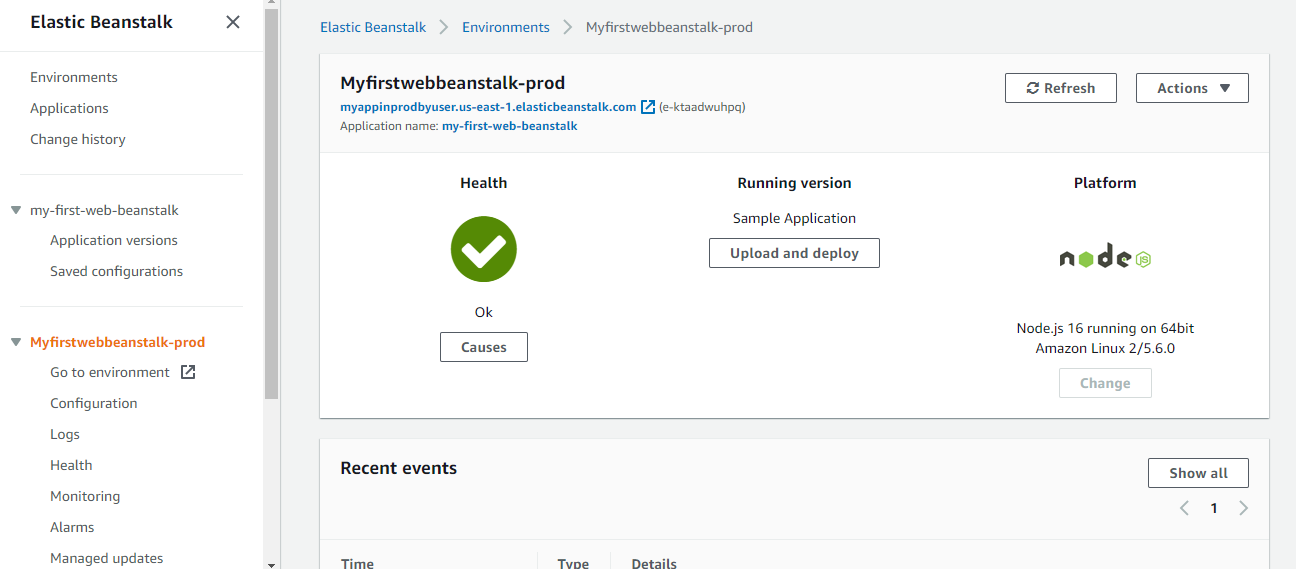 Elastic Beanstalk
Environments
Applications
Change history
my-first-web-beanstalk
Application versions
Saved configurations
Myfirstwebbeanstalk-prod
Go to environment
Configuration
Logs
Health
Monitoring
Alarms
Managed updates
Elastic Beanstalk Environments Myfirstwebbeanstalk-prod
Myfirstwebbeanstalk-prod
myappinprodbyuser.us-east-1.elasticbeanstalk.com (e-ktaadwuhpq)
Application name: my-first-web-beanstalk
Refresh
Actions
Health
Ok
Causes
Running version
Sample Application
Upload and deploy
Platform
node JS
Node.js 16 running on 64bit
Amazon Linux 2/5.6.0
Change
Recent events
Show all
1
Time Type Details